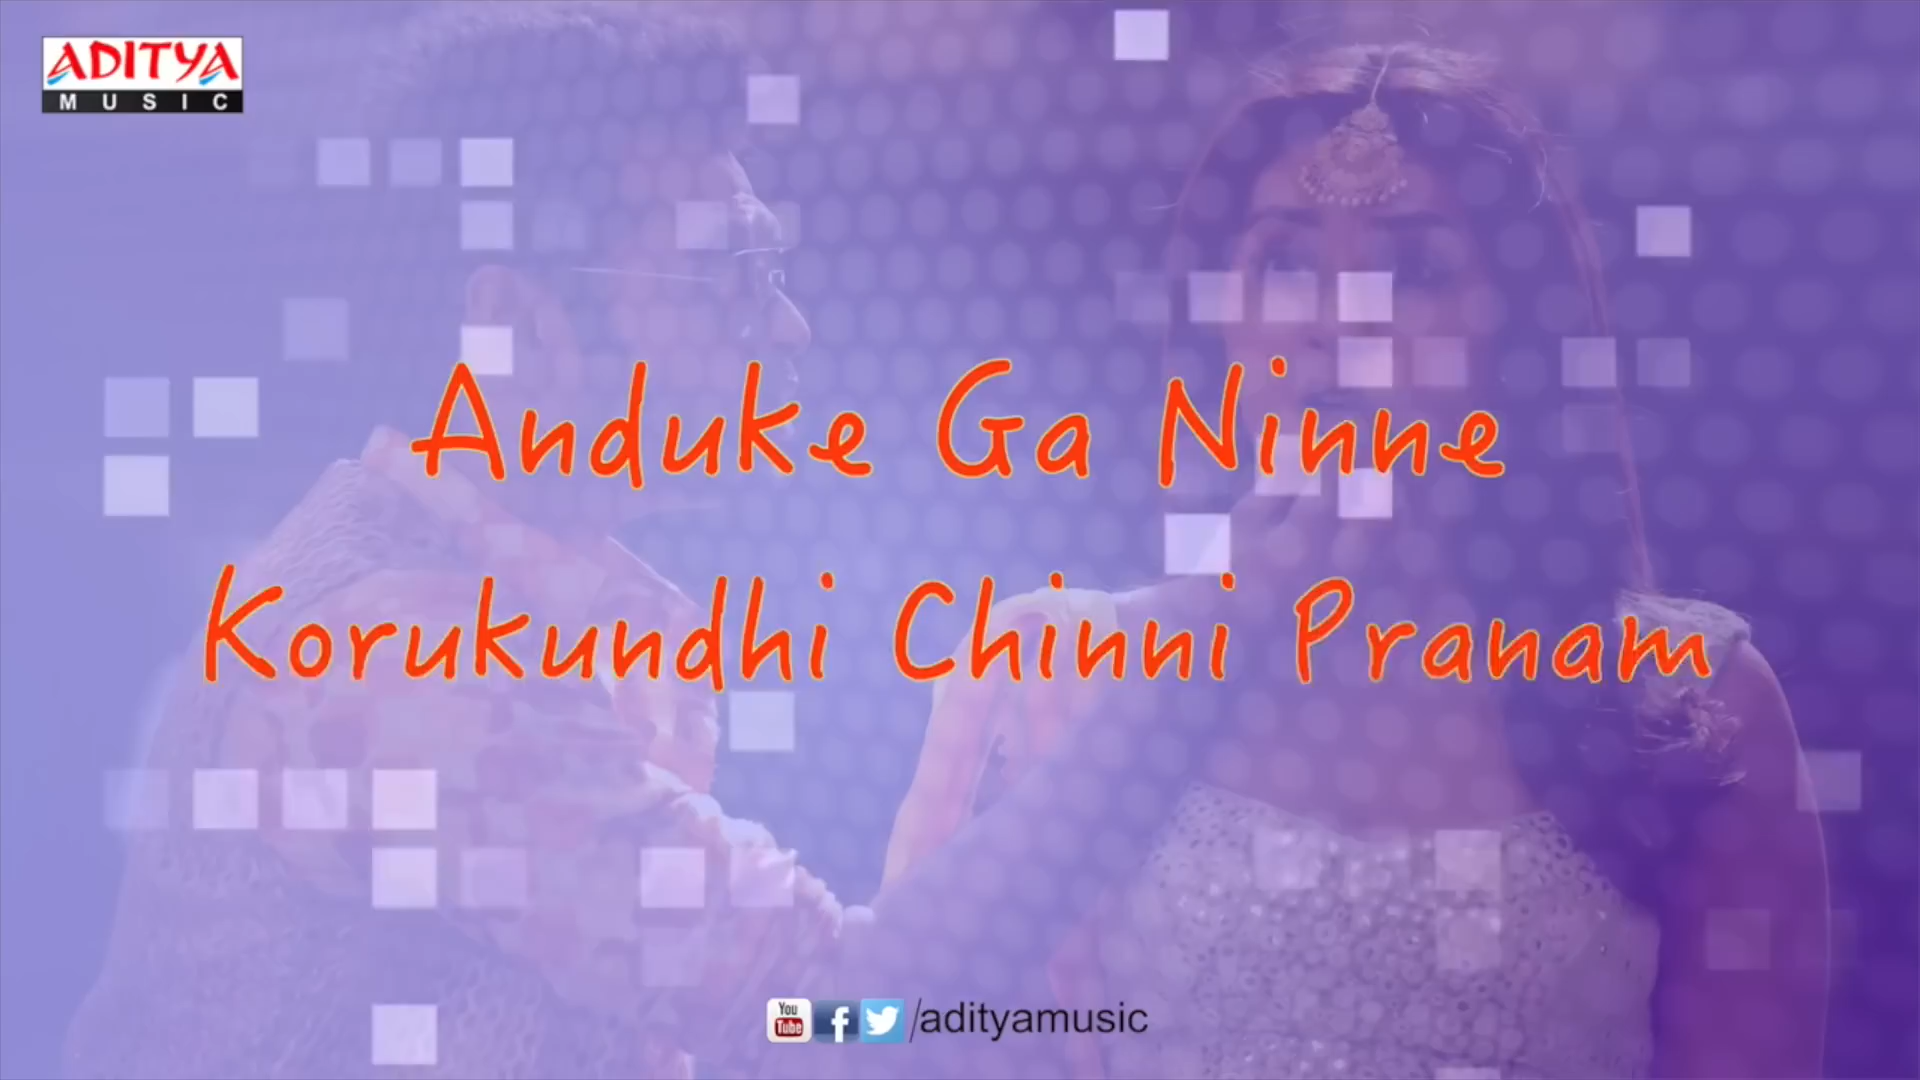 ADITYA
MUSIC
Anduke Ga Ninne
Korukundhi Chinni Pranam
You
Tube
f
/adityamusic